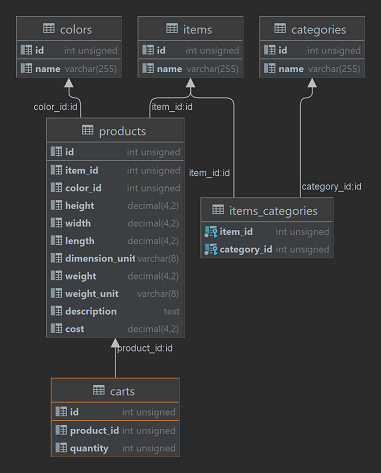 colors
id int unsigned
name varchar(255)
items
id int unsigned
name varchar(255)
categories
id int unsigned
name varchar(255)
color_id:id
item_id:id
products
id int unsigned
item_id int unsigned
color_id int unsigned
height decimal(4,2)
width decimal(4,2)
length decimal(4,2)
dimension_unit varchar(8)
weight decimal(4,2)
weight_unit varchar(8)
description text
cost decimal(4,2)
item_id:id
category_id:id
items_categories
item_id int unsigned
category_id int unsigned
product_id:id
carts
id int unsigned
product_id int unsigned
quantity int unsigned